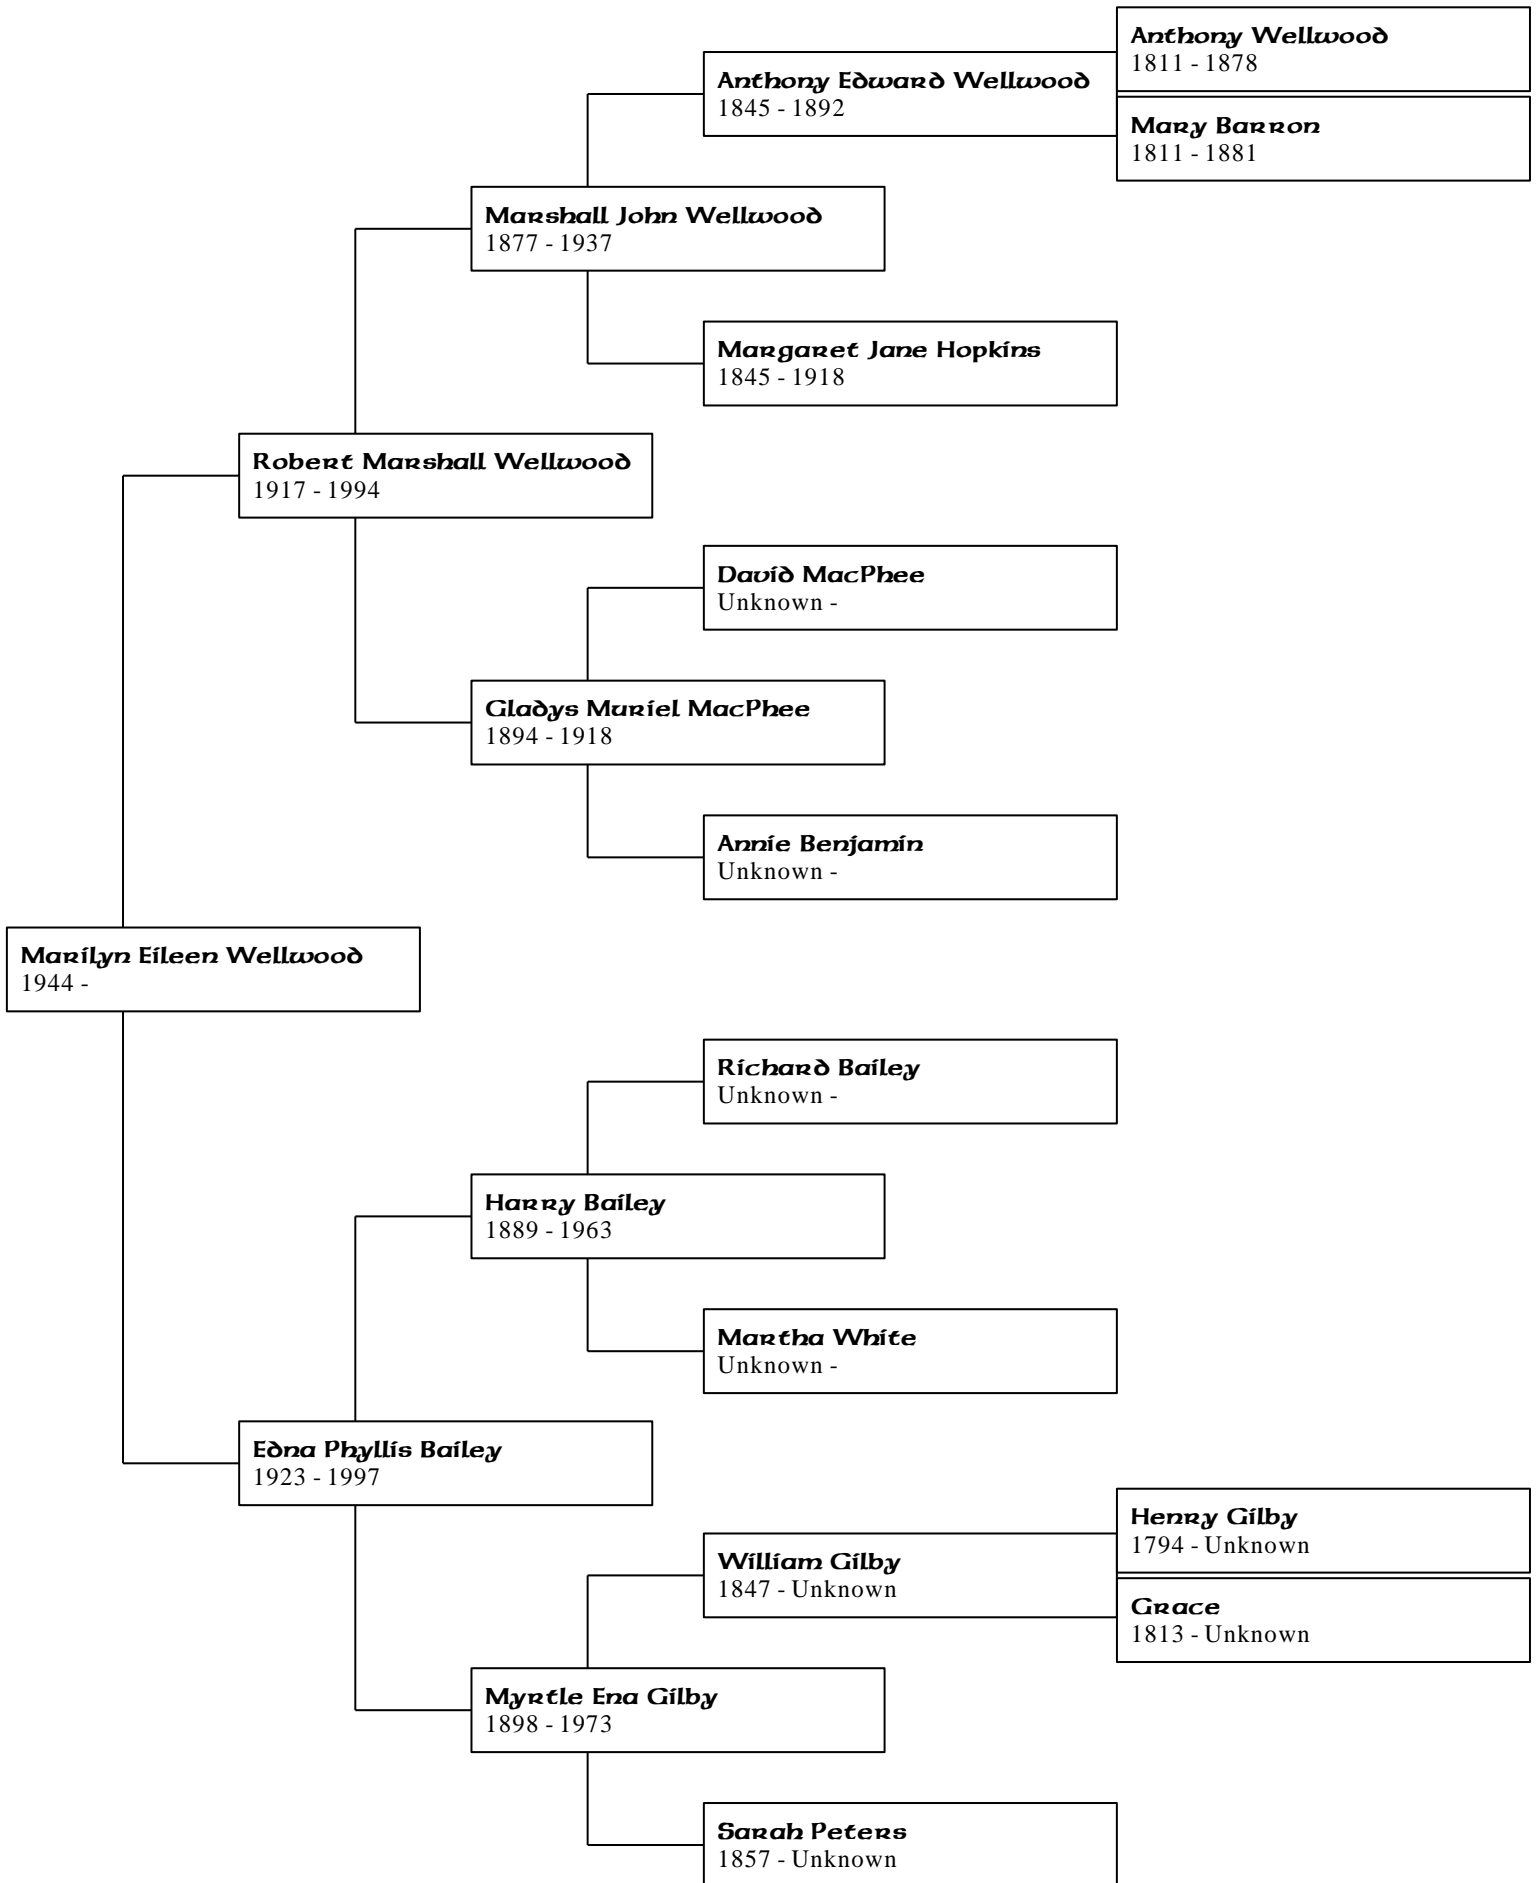 Anthony Wellwood
1811 - 1878
Anthony Edward Wellwood
1845 - 1892
Mary Barron
1811 - 1881
Marshall John Wellwood
1877 - 1937
Margaret Jane Hopkins
1845 - 1918
Robert Marshall Wellwood
1917 - 1994
David MacPhee
Unknown -
Gladys Muriel MacPhee
1894 - 1918
Annie Benjamin
Unknown -
Marilyn Eileen Wellwood
1944 -
Richard Bailey
Unknown -
Harry Bailey
1889 - 1963
Martha White
Unknown -
Edna Phyllis Bailey
1923 - 1997
Henry Gilby
1794 - Unknown
William Gilby
1847 - Unknown
Grace
1813 - Unknown
Myrtle Ena Gilby
1898 - 1973
Sarah Peters
1857 - Unknown